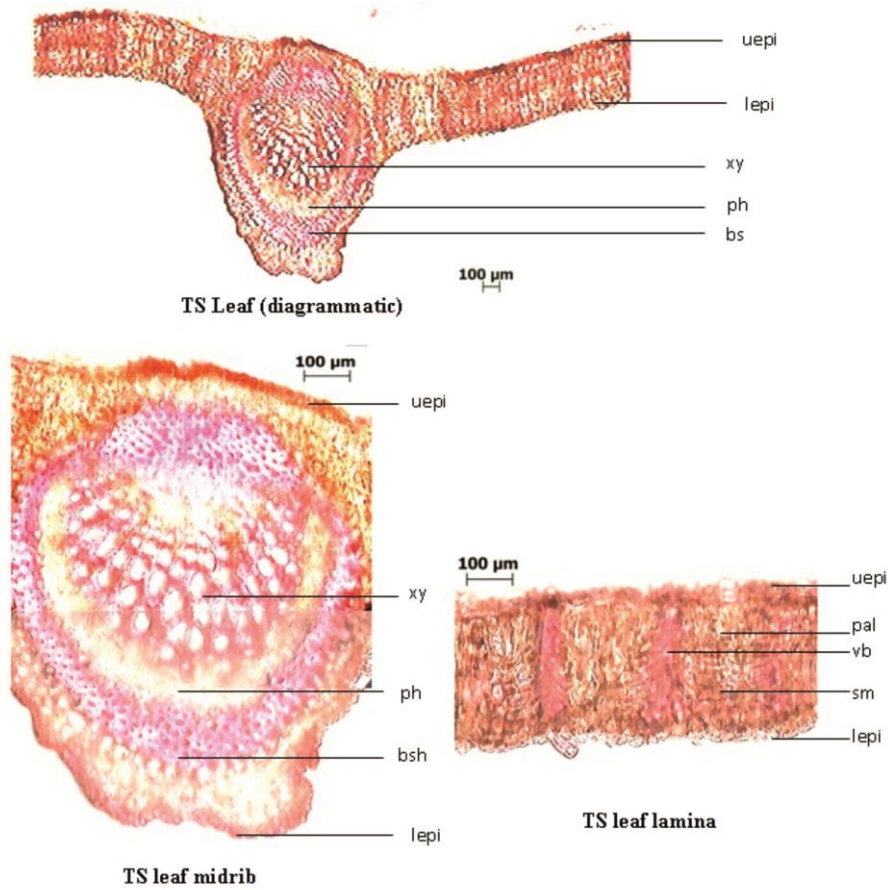 uepi
lepi
xy
ph
bs
100 µm
TS Leaf (diagrammatic)
100 µm
uepi
xy
ph
bsh
lepi
TS leaf midrib
100 µm
uepi
pal
vb
sm
lepi
TS leaf lamina